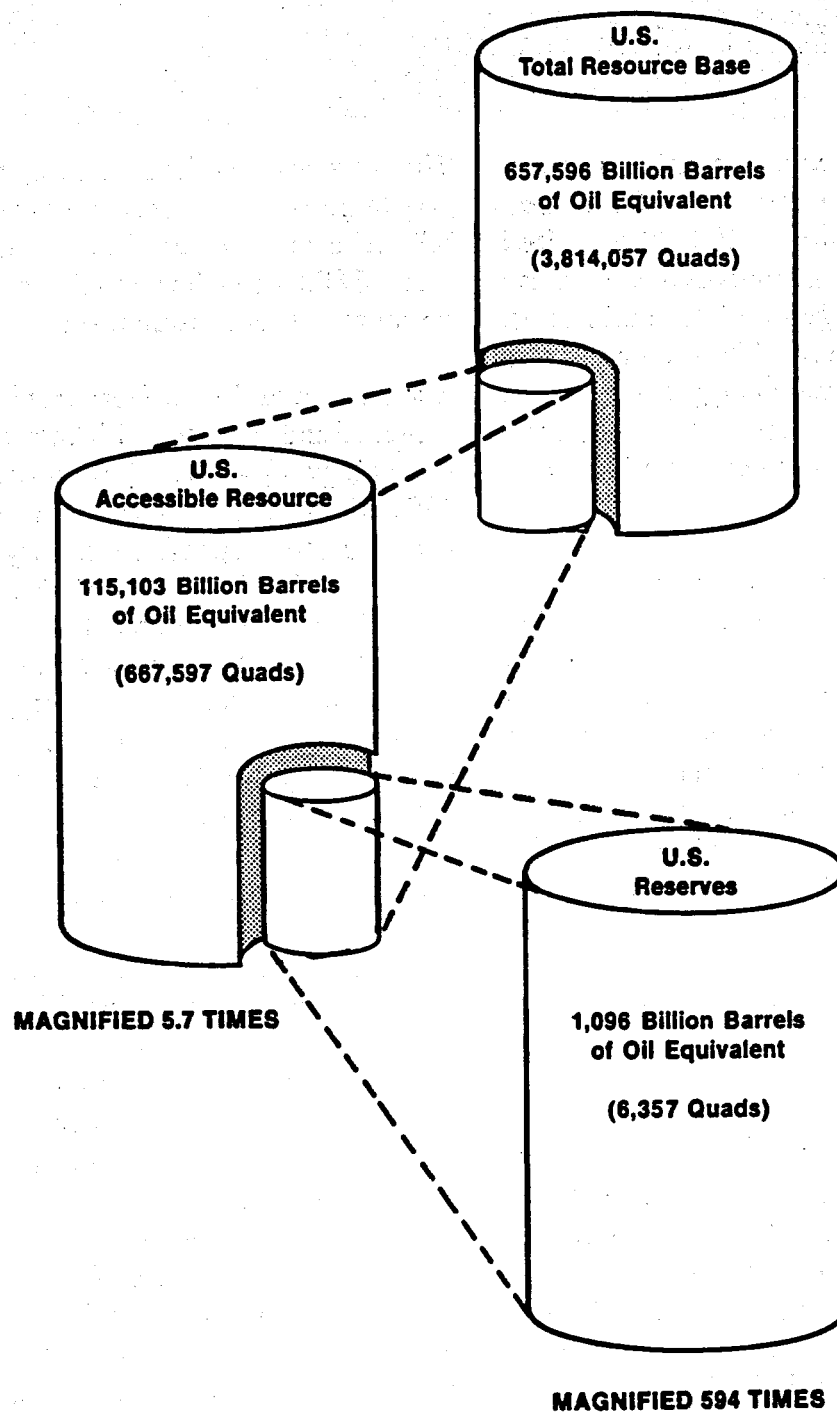 U.S.
Total Resource Base
657,596 Billion Barrels
of Oil Equivalent
(3,814,057 Quads)
U.S.
Accessible Resource
115,103 Billion Barrels
of Oil Equivalent
(667,597 Quads)
MAGNIFIED 5.7 TIMES
U.S.
Reserves
1,096 Billion Barrels
of Oil Equivalent
(6,357 Quads)
MAGNIFIED 594 TIMES